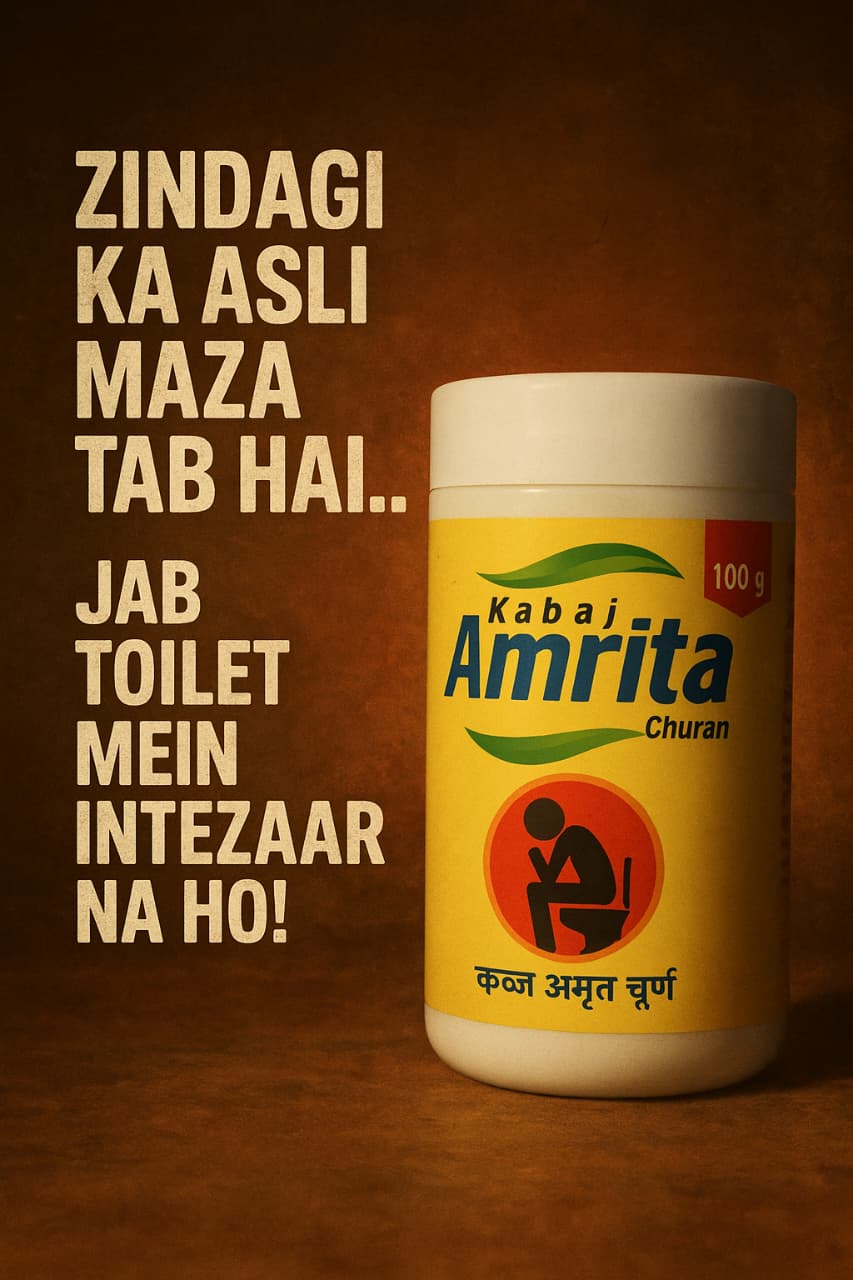 ZINDAGI
KA ASLI
MAZA
TAB HAI..
JAB
TOILET
MEIN
INTEZAAR
NA HO!
100 g
Kabaj
Amrita
Churan
कब्ज अमृत चूर्ण